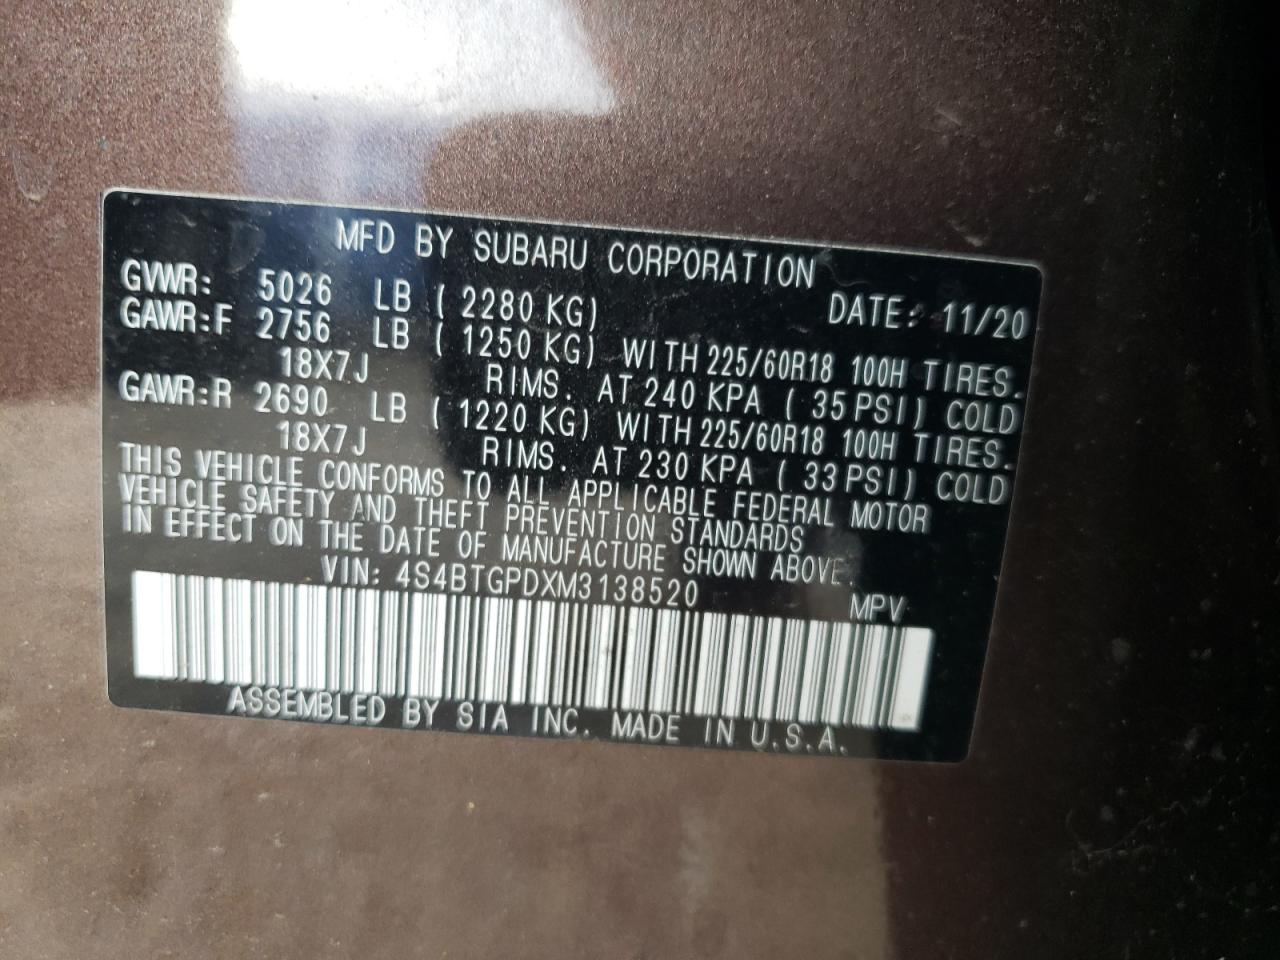 MFD BY SUBARU CORPORATION
GVWR: 5026 LB ( 2280 KG) DATE: 11/20
GAWR:F 2756 LB ( 1250 KG) WITH 225/60R18 100H TIRES.
18X7J RIMS. AT 240 KPA ( 35 PSI) COLD
GAWR:R 2690 LB ( 1220 KG) WITH 225/60R18 100H TIRES.
18X7J RIMS. AT 230 KPA ( 33 PSI) COLD
THIS VEHICLE CONFORMS TO ALL APPLICABLE FEDERAL MOTOR
VEHICLE SAFETY AND THEFT PREVENTION STANDARDS
IN EFFECT ON THE DATE OF MANUFACTURE SHOWN ABOVE.
VIN: 4S4BTGPDXM3138520 MPV
ASSEMBLED BY SIA INC. MADE IN U.S.A.